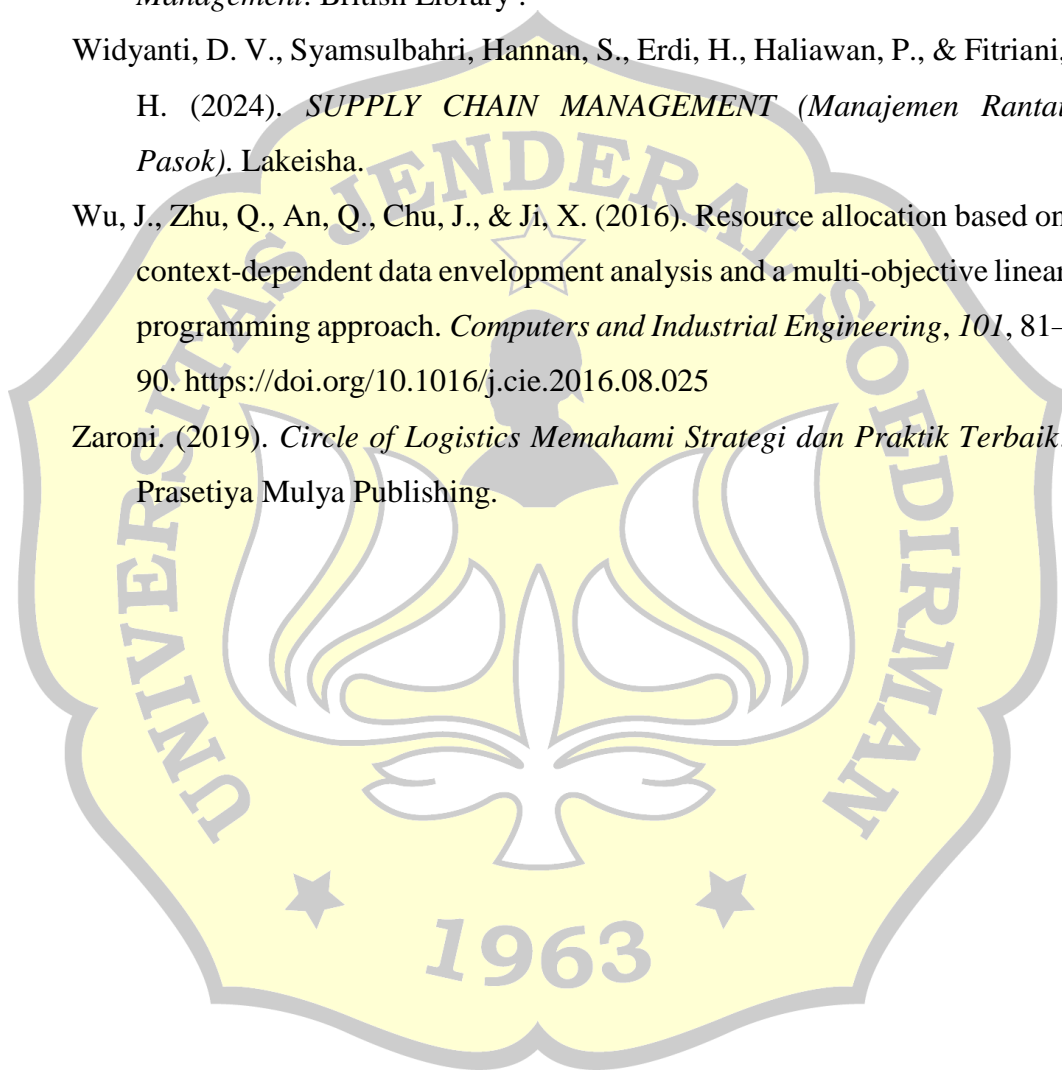 Management. British Library .
Widyanti, D. V., Syamsulbahri, Hannan, S., Erdi, H., Haliawan, P., & Fitriani,
H. (2024). SUPPLY CHAIN MANAGEMENT (Manajemen Rantai
Pasok). Lakeisha.
Wu, J., Zhu, Q., An, Q., Chu, J., & Ji, X. (2016). Resource allocation based on
context-dependent data envelopment analysis and a multi-objective linear
programming approach. Computers and Industrial Engineering, 101, 81–
90. https://doi.org/10.1016/j.cie.2016.08.025
Zaroni. (2019). Circle of Logistics Memahami Strategi dan Praktik Terbaik.
Prasetiya Mulya Publishing.
UNIVERSITAS JENDERAL SOEDIRMAN
1963